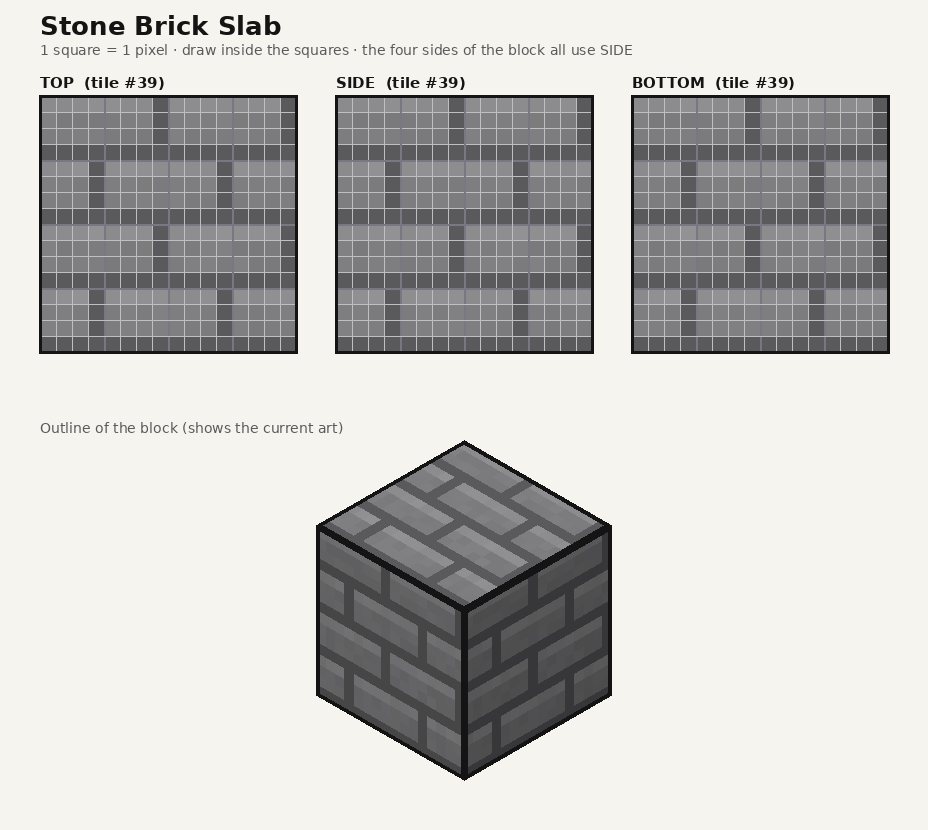 Stone Brick Slab
1 square = 1 pixel · draw inside the squares · the four sides of the block all use SIDE
TOP (tile #39)
SIDE (tile #39)
BOTTOM (tile #39)
Outline of the block (shows the current art)